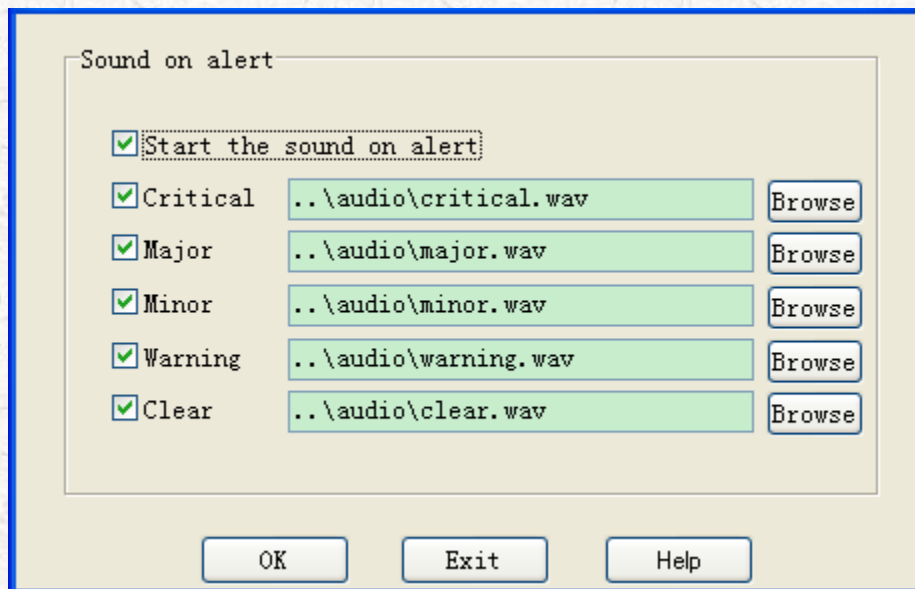 Sound on alert
Start the sound on alert
Critical ..\audio\critical.wav Browse
Major ..\audio\major.wav Browse
Minor ..\audio\minor.wav Browse
Warning ..\audio\warning.wav Browse
Clear ..\audio\clear.wav Browse
OK Exit Help